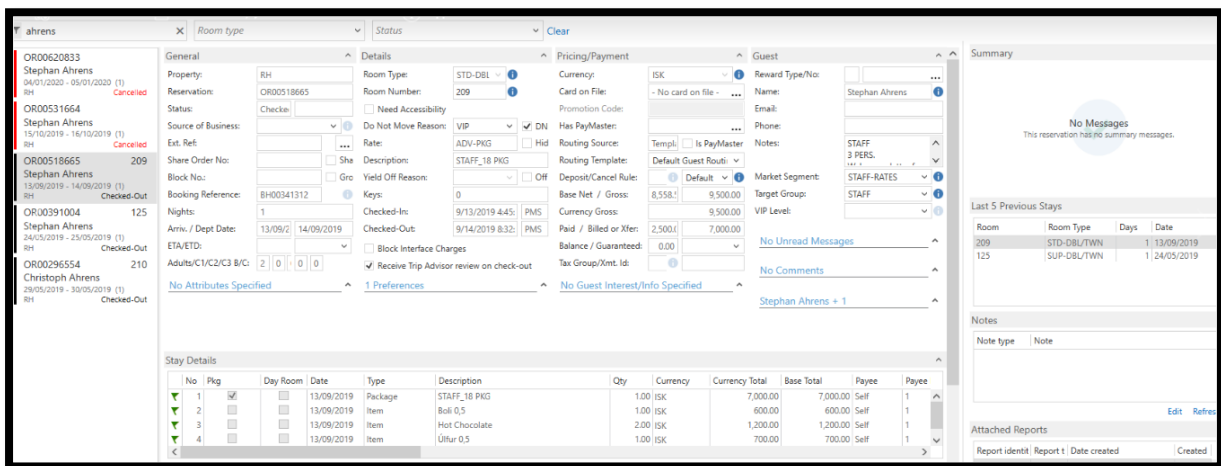 ahrens Room type Status Clear
OR00620833
Stephan Ahrens
04/01/2020 - 05/01/2020 (1)
RH Cancelled
OR00531664
Stephan Ahrens
15/10/2019 - 16/10/2019 (1)
RH Cancelled
OR00518665 209
Stephan Ahrens
13/09/2019 - 14/09/2019 (1)
RH Checked-Out
OR00391004 125
Stephan Ahrens
24/05/2019 - 25/05/2019 (1)
RH Checked-Out
OR00296554 210
Christoph Ahrens
29/05/2019 - 30/05/2019 (1)
RH Checked-Out
General
Property: RH
Reservation: OR00518665
Status: Checke
Source of Business:
Ext. Ref: ...
Share Order No: Sha
Block No.: Gro
Booking Reference: BH00341312
Nights: 1
Arriv. / Dept Date: 13/09/2 14/09/2019
ETA/ETD:
Adults/C1/C2/C3 B/C: 2 0 0 0
No Attributes Specified
Details
Room Type: STD-DBL
Room Number: 209
Need Accessibility
Do Not Move Reason: VIP DN
Rate: ADV-PKG Hid
Description: STAFF_18 PKG
Yield Off Reason: Off
Keys: 0
Checked-In: 9/13/2019 4:45: PMS
Checked-Out: 9/14/2019 8:32: PMS
Block Interface Charges
Receive Trip Advisor review on check-out
1 Preferences
Pricing/Payment
Currency: ISK
Card on File: - No card on file - ...
Promotion Code:
Has PayMaster: ...
Routing Source: Templa Is PayMaster
Routing Template: Default Guest Routi
Deposit/Cancel Rule: Default
Base Net / Gross: 8,558. 9,500.00
Currency Gross: 9,500.00
Paid / Billed or Xfer: 2,500.( 7,000.00
Balance / Guaranteed: 0.00
Tax Group/Xmt. Id:
No Guest Interest/Info Specified
Guest
Reward Type/No: ...
Name: Stephan Ahrens
Email:
Phone:
Notes: STAFF
3 PERS.
Market Segment: STAFF-RATES
Target Group: STAFF
VIP Level:
No Unread Messages
No Comments
Stephan Ahrens + 1
Stay Details
No Pkg Day Room Date Type Description Qty Currency Currency Total Base Total Payee Payee
1 13/09/2019 Package STAFF_18 PKG 1.00 ISK 7,000.00 7,000.00 Self 1
2 13/09/2019 Item Boli 0,5 1.00 ISK 600.00 600.00 Self 1
3 13/09/2019 Item Hot Chocolate 2.00 ISK 1,200.00 1,200.00 Self 1
4 13/09/2019 Item Úlfur 0,5 1.00 ISK 700.00 700.00 Self 1
Summary
No Messages
This reservation has no summary messages.
Last 5 Previous Stays
Room Room Type Days Date
209 STD-DBL/TWN 1 13/09/2019
125 SUP-DBL/TWN 1 24/05/2019
Notes
Note type Note
Edit Refres
Attached Reports
Report identit Report t Date created Created